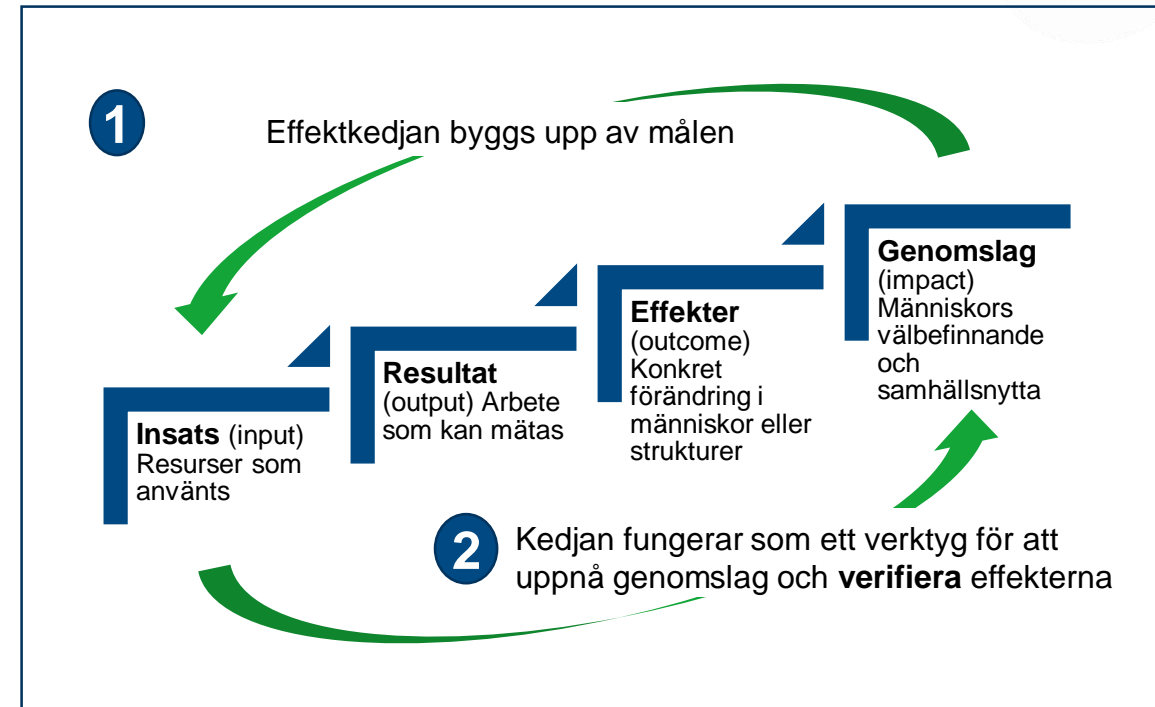 1
Effektkedjan byggs upp av målen
Insats (input)
Resurser som
använts
Resultat
(output) Arbete
som kan mätas
Effekter
(outcome)
Konkret
förändring i
människor eller
strukturer
Genomslag
(impact)
Människors
välbefinnande
och
samhällsnytta
2
Kedjan fungerar som ett verktyg för att
uppnå genomslag och verifiera effekterna